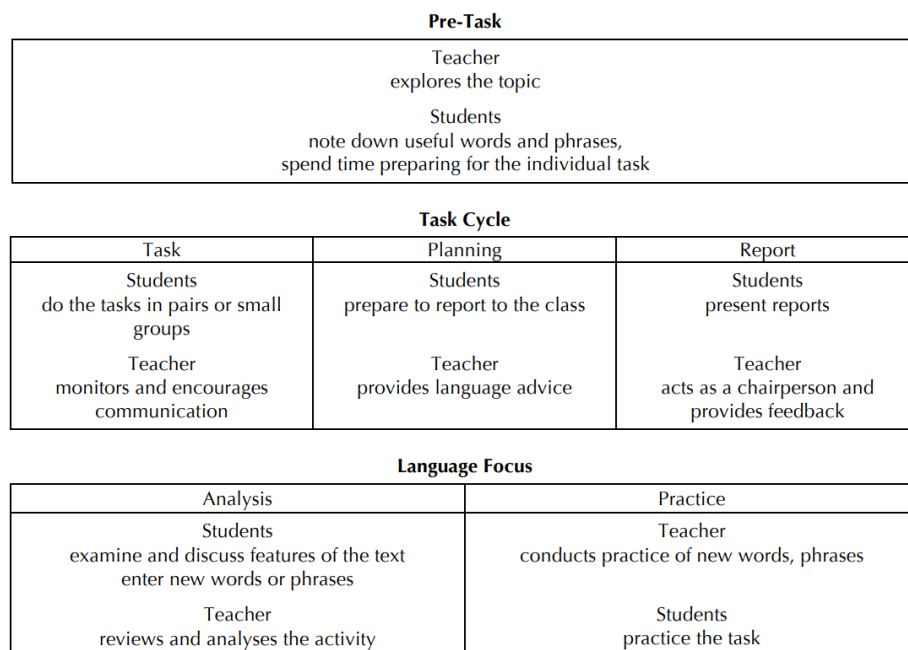 Pre-Task
Teacher
explores the topic
Students
note down useful words and phrases,
spend time preparing for the individual task
Task Cycle
Task
Students
do the tasks in pairs or small
groups
Teacher
monitors and encourages
communication
Planning
Students
prepare to report to the class
Teacher
provides language advice
Report
Students
present reports
Teacher
acts as a chairperson and
provides feedback
Language Focus
Analysis
Students
examine and discuss features of the text
enter new words or phrases
Teacher
reviews and analyses the activity
Practice
Teacher
conducts practice of new words, phrases
Students
practice the task